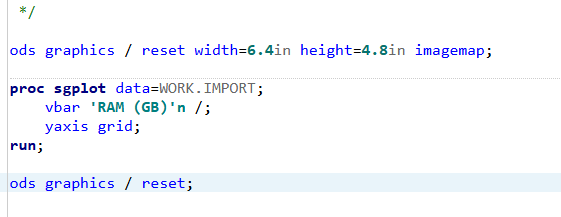 */
ods graphics / reset width=6.4in height=4.8in imagemap;
proc sgplot data=WORK.IMPORT;
vbar 'RAM (GB)'n /;
yaxis grid;
run;
ods graphics / reset;